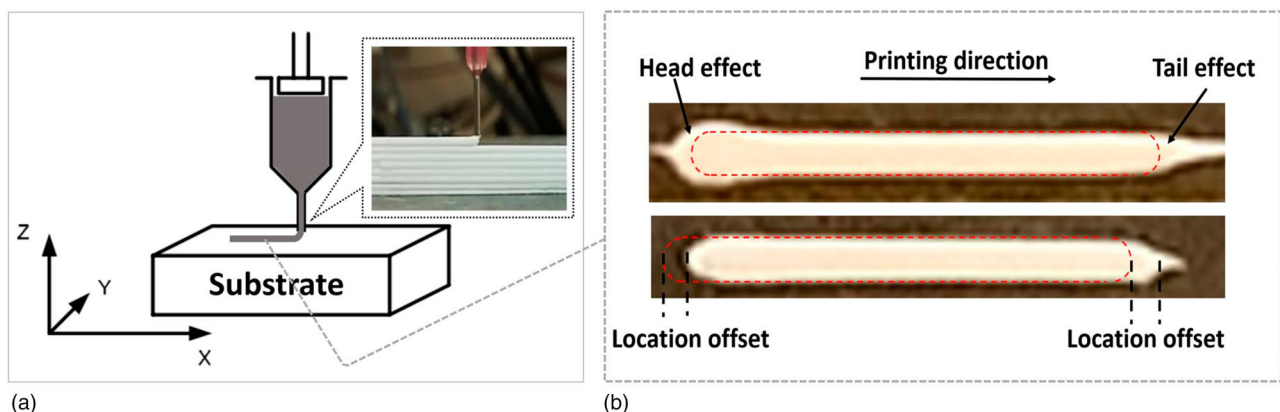 Z
Y
X
Substrate
(a)
Head effect
Printing direction
Tail effect
Location offset
Location offset
(b)